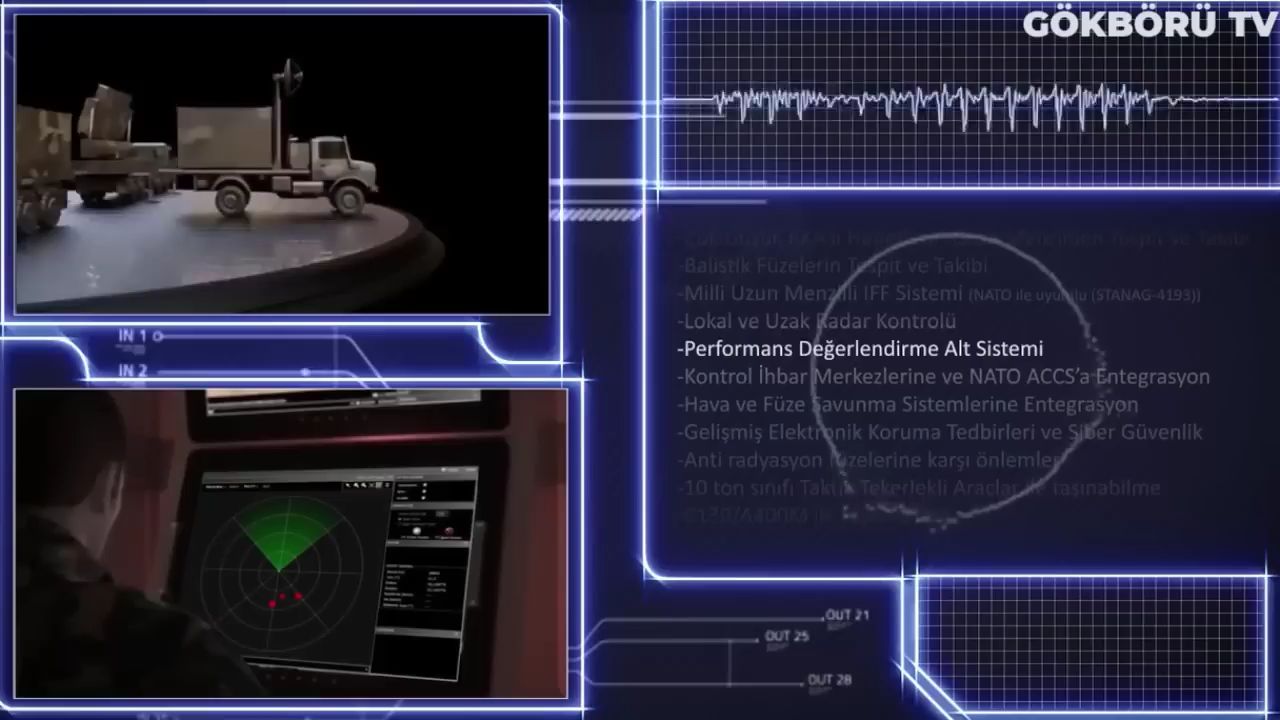 GÖKBÖRÜ TV
-Balistik Füzelerin Tespit ve Takibi
-Milli Uzun Menzilli IFF Sistemi (NATO ile uyumlu (STANAG-4193))
-Lokal ve Uzak Radar Kontrolü
-Performans Değerlendirme Alt Sistemi
-Kontrol İhbar Merkezlerine ve NATO ACCS'a Entegrasyon
-Hava ve Füze Savunma Sistemlerine Entegrasyon
-Gelişmiş Elektronik Koruma Tedbirleri ve Siber Güvenlik
-Anti radyasyon füzelerine karşı önlemler
-10 ton sınıfı Taktik Tekerlekli Araçlar ile taşınabilme
IN 1
IN 2
OUT 21
OUT 25
OUT 28